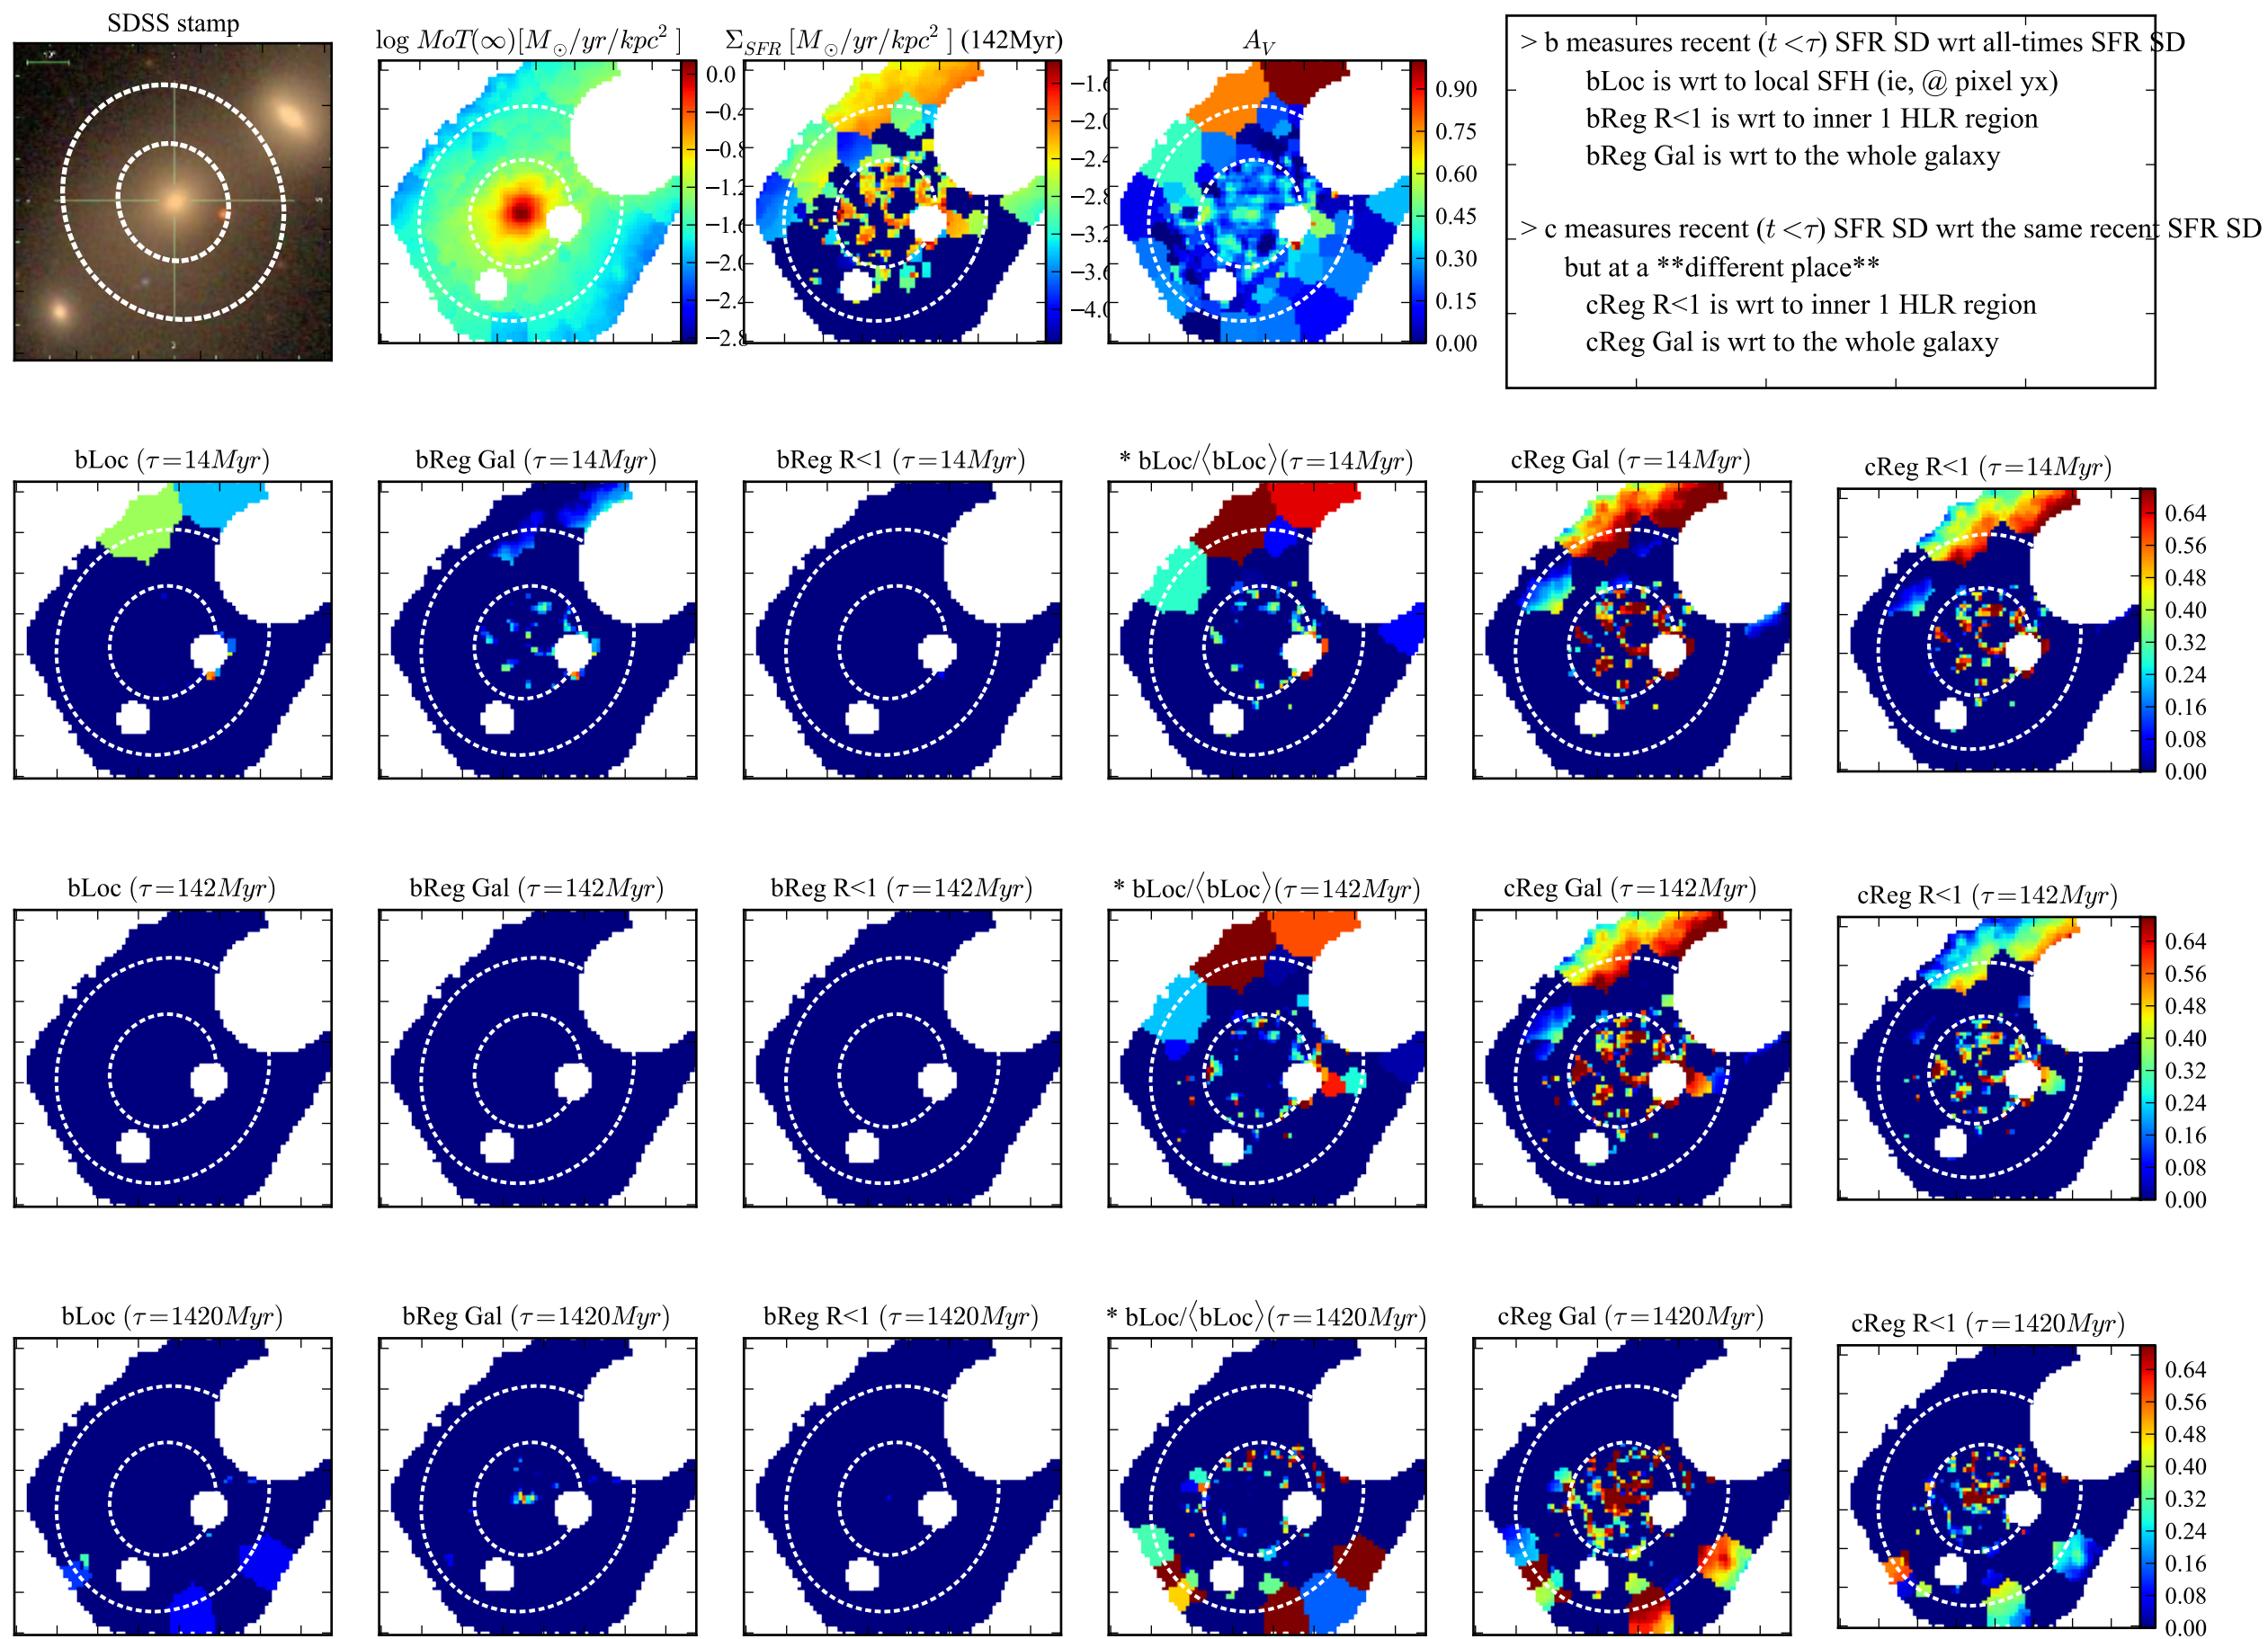 SDSS stamp
log MoT(∞)[M⊙/yr/kpc² ]
Σ_SFR [M⊙/yr/kpc² ] (142Myr)
A_V
0.0
−0.4
−0.8
−1.2
−1.6
−2.0
−2.4
−2.8
−1.6
−2.0
−2.4
−2.8
−3.2
−3.6
−4.0
0.90
0.75
0.60
0.45
0.30
0.15
0.00
> b measures recent (t <τ) SFR SD wrt all-times SFR SD
bLoc is wrt to local SFH (ie, @ pixel yx)
bReg R<1 is wrt to inner 1 HLR region
bReg Gal is wrt to the whole galaxy
> c measures recent (t <τ) SFR SD wrt the same recent SFR SD
but at a **different place**
cReg R<1 is wrt to inner 1 HLR region
cReg Gal is wrt to the whole galaxy
bLoc (τ=14Myr)
bReg Gal (τ=14Myr)
bReg R<1 (τ=14Myr)
* bLoc/⟨bLoc⟩(τ=14Myr)
cReg Gal (τ=14Myr)
cReg R<1 (τ=14Myr)
0.64
0.56
0.48
0.40
0.32
0.24
0.16
0.08
0.00
bLoc (τ=142Myr)
bReg Gal (τ=142Myr)
bReg R<1 (τ=142Myr)
* bLoc/⟨bLoc⟩(τ=142Myr)
cReg Gal (τ=142Myr)
cReg R<1 (τ=142Myr)
0.64
0.56
0.48
0.40
0.32
0.24
0.16
0.08
0.00
bLoc (τ=1420Myr)
bReg Gal (τ=1420Myr)
bReg R<1 (τ=1420Myr)
* bLoc/⟨bLoc⟩(τ=1420Myr)
cReg Gal (τ=1420Myr)
cReg R<1 (τ=1420Myr)
0.64
0.56
0.48
0.40
0.32
0.24
0.16
0.08
0.00